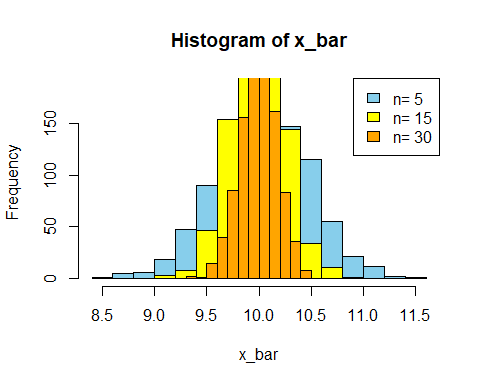 Histogram of x_bar
n= 5
n= 15
n= 30
Frequency
150
100
50
0
8.5 9.0 9.5 10.0 10.5 11.0 11.5
x_bar